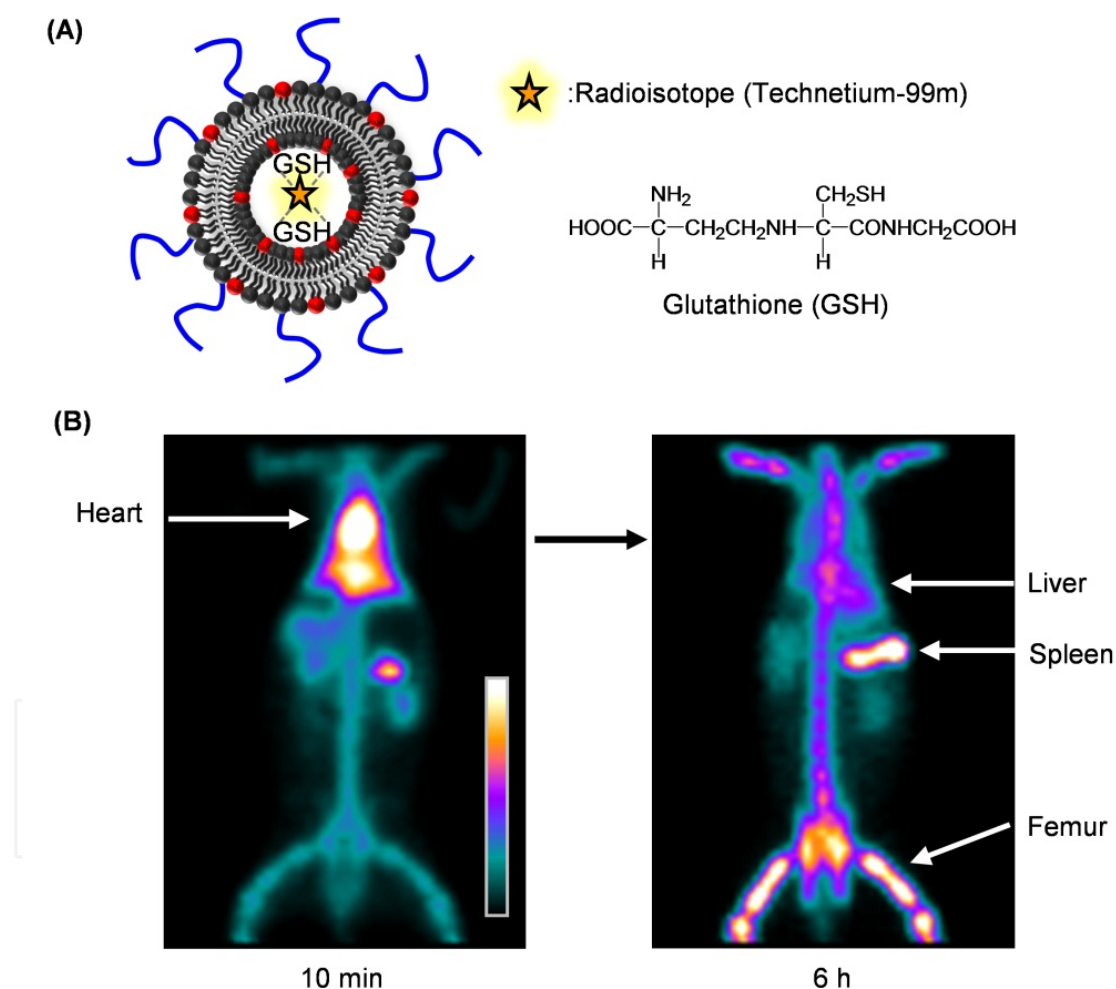 (A)
GSH
GSH
:Radioisotope (Technetium-99m)
NH₂
CH₂SH
HOOC—C—CH₂CH₂NH—C—CONHCH₂COOH
H
H
Glutathione (GSH)
(B)
Heart
Liver
Spleen
Femur
10 min
6 h